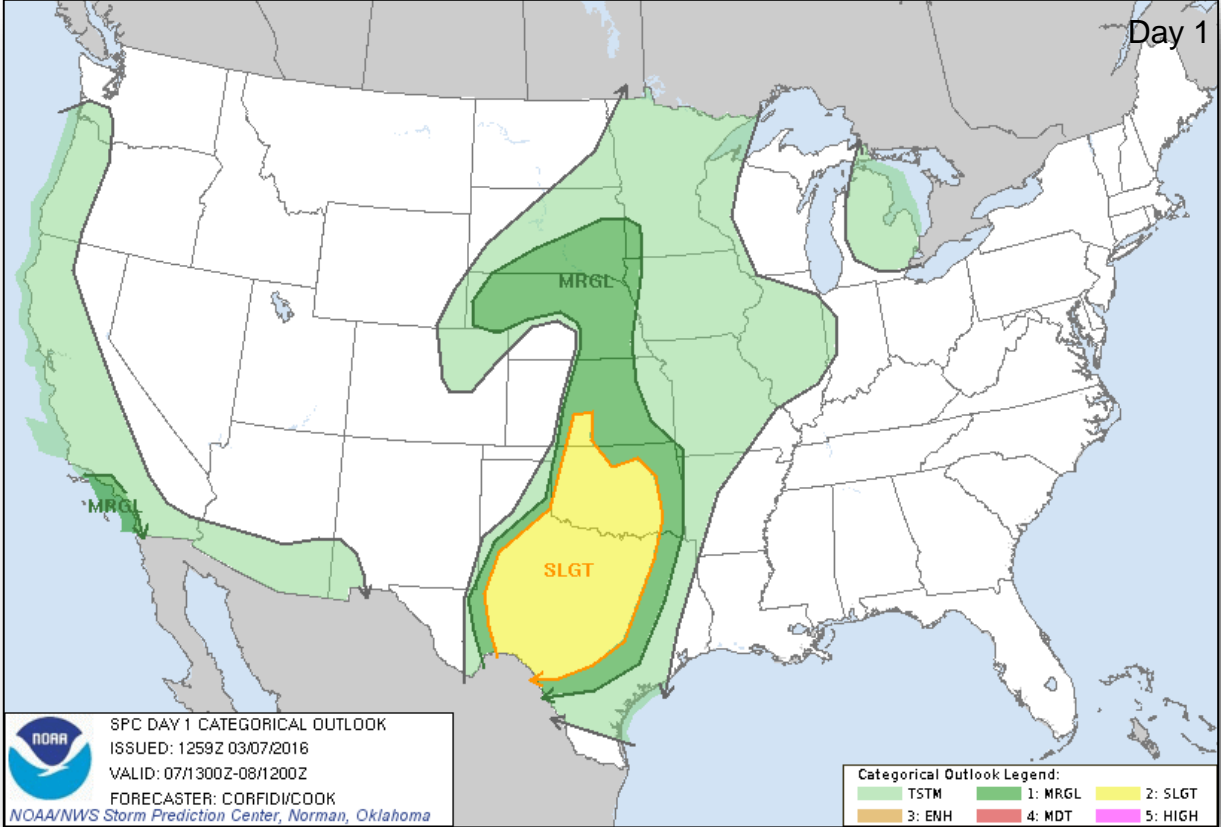 Day 1
MRGL
MRGL
SLGT
NOAA
SPC DAY 1 CATEGORICAL OUTLOOK
ISSUED: 1259Z 03/07/2016
VALID: 07/1300Z-08/1200Z
FORECASTER: CORFIDI/COOK
NOAA/NWS Storm Prediction Center, Norman, Oklahoma
Categorical Outlook Legend:
TSTM 1: MRGL 2: SLGT
3: ENH 4: MDT 5: HIGH